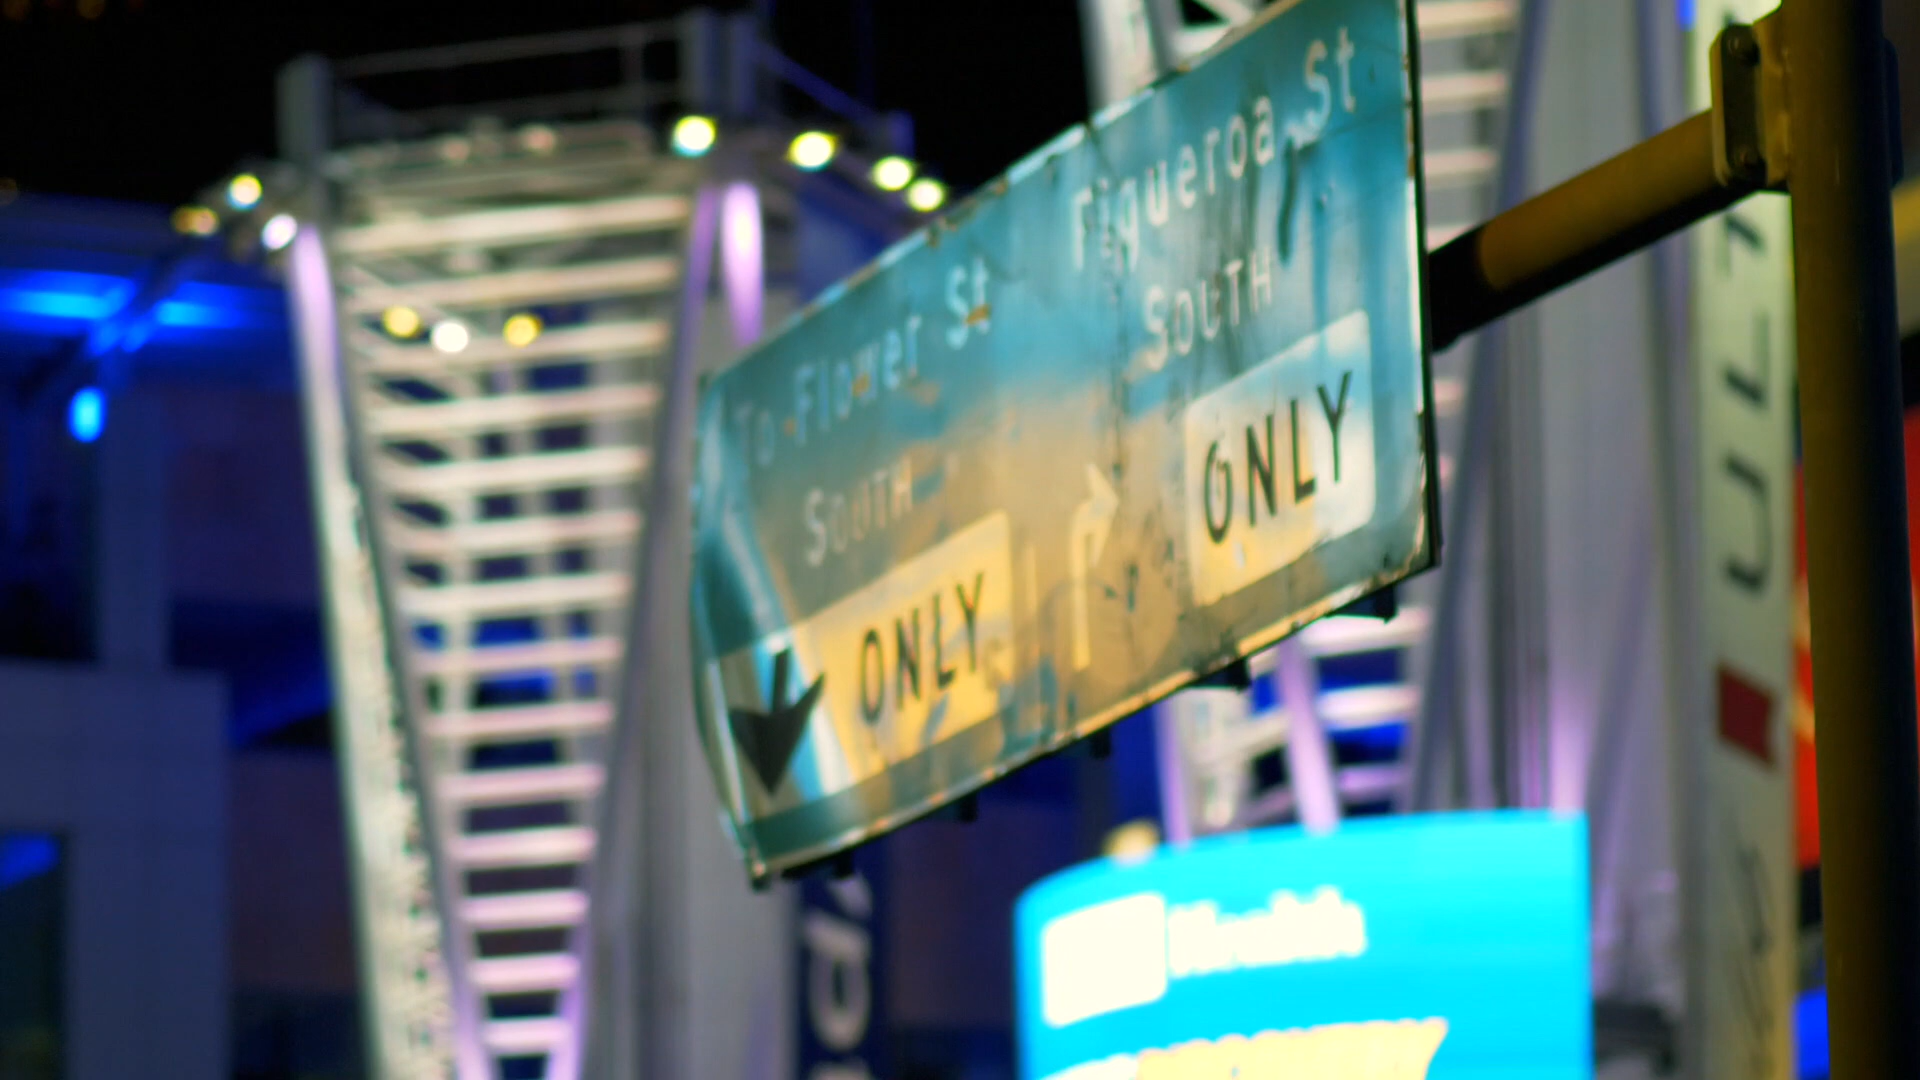 To Flower St
SOUTH
ONLY
Figueroa St
SOUTH
ONLY